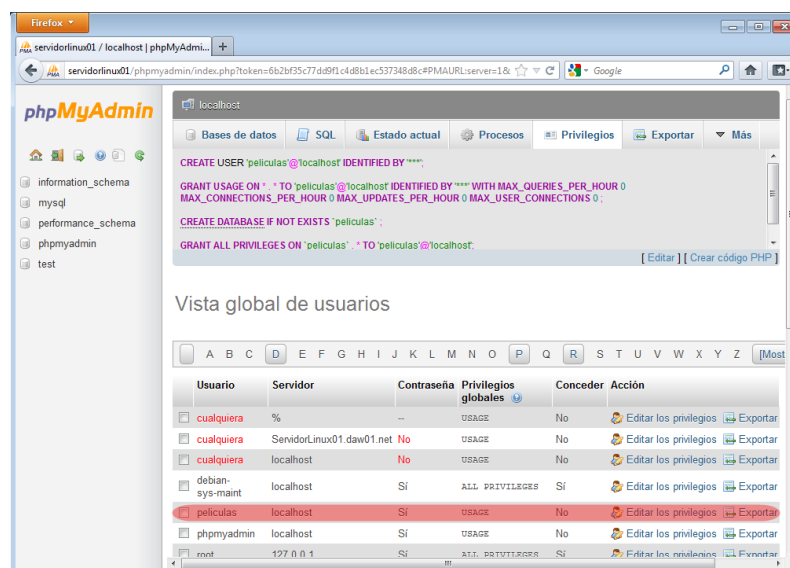 Firefox
servidorlinux01 / localhost | phpMyAdmi... +
servidorlinux01/phpmyadmin/index.php?token=6b2bf35c77dd9f1c4d8b1ec537348d8c#PMAURL:server=1& Google
phpMyAdmin
information_schema
mysql
performance_schema
phpmyadmin
test
localhost
Bases de datos SQL Estado actual Procesos Privilegios Exportar Más
CREATE USER 'peliculas'@'localhost' IDENTIFIED BY '***';
GRANT USAGE ON * . * TO 'peliculas'@'localhost' IDENTIFIED BY '***' WITH MAX_QUERIES_PER_HOUR 0
MAX_CONNECTIONS_PER_HOUR 0 MAX_UPDATES_PER_HOUR 0 MAX_USER_CONNECTIONS 0 ;
CREATE DATABASE IF NOT EXISTS `peliculas` ;
GRANT ALL PRIVILEGES ON `peliculas` . * TO 'peliculas'@'localhost';
[ Editar ] [ Crear código PHP ]
Vista global de usuarios
A B C D E F G H I J K L M N O P Q R S T U V W X Y Z [Most
Usuario Servidor Contraseña Privilegios globales Conceder Acción
cualquiera % -- USAGE No Editar los privilegios Exportar
cualquiera ServidorLinux01.daw01.net No USAGE No Editar los privilegios Exportar
cualquiera localhost No USAGE No Editar los privilegios Exportar
debian-sys-maint localhost Sí ALL PRIVILEGES Sí Editar los privilegios Exportar
peliculas localhost Sí USAGE No Editar los privilegios Exportar
phpmyadmin localhost Sí USAGE No Editar los privilegios Exportar
root 127.0.0.1 Sí ALL PRIVILEGES Sí Editar los privilegios Exportar